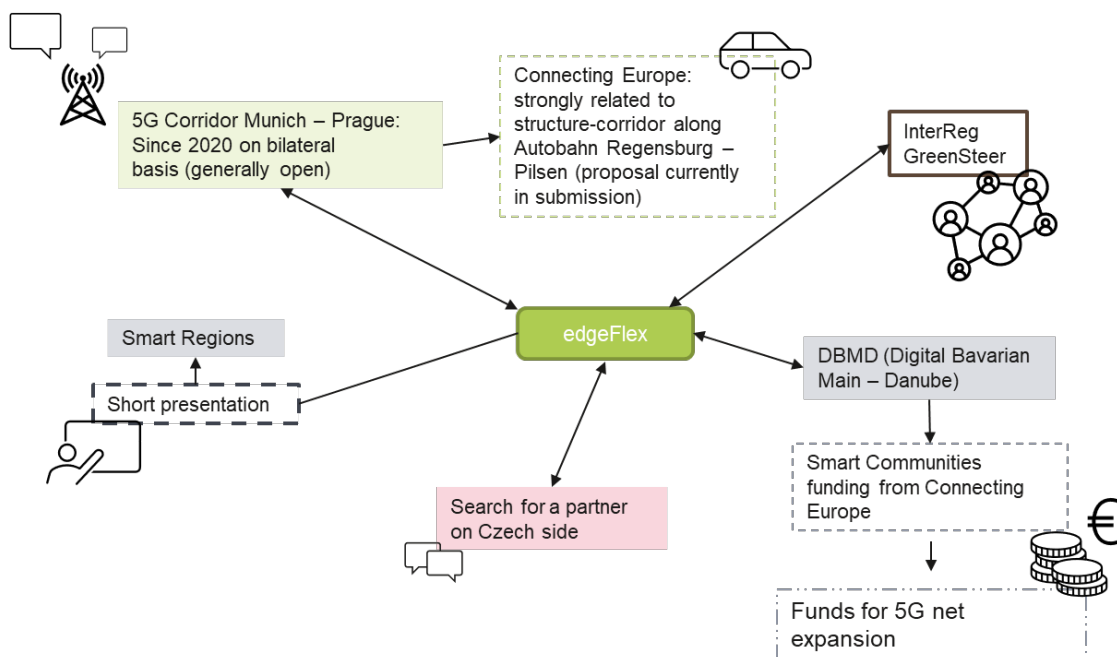 5G Corridor Munich – Prague:
Since 2020 on bilateral
basis (generally open)
Connecting Europe:
strongly related to
structure-corridor along
Autobahn Regensburg –
Pilsen (proposal currently
in submission)
InterReg
GreenSteer
edgeFlex
Smart Regions
Short presentation
DBMD (Digital Bavarian
Main – Danube)
Smart Communities
funding from Connecting
Europe
€
Search for a partner
on Czech side
Funds for 5G net
expansion